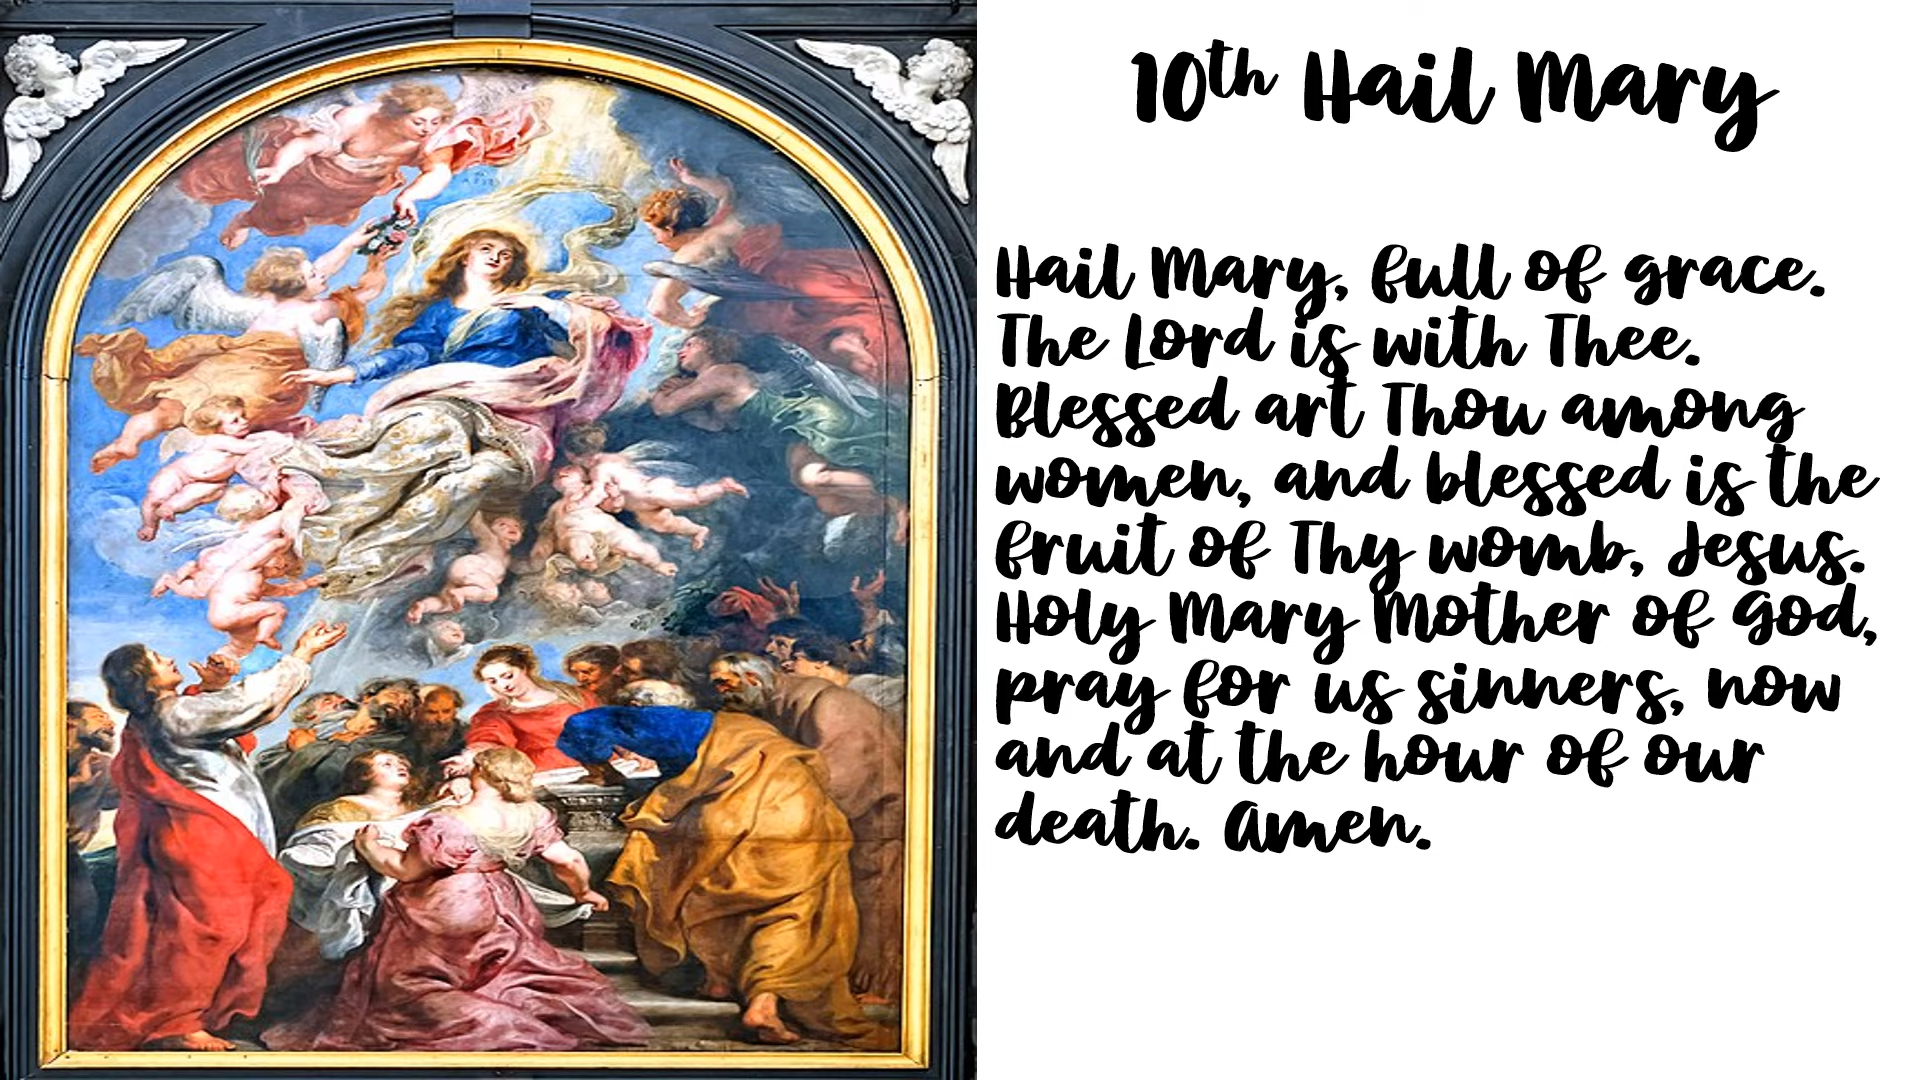 10th Hail Mary
Hail Mary, full of grace.
The Lord is with Thee.
Blessed art Thou among
women, and blessed is the
fruit of Thy womb, Jesus.
Holy Mary Mother of God,
pray for us sinners, now
and at the hour of our
death. Amen.